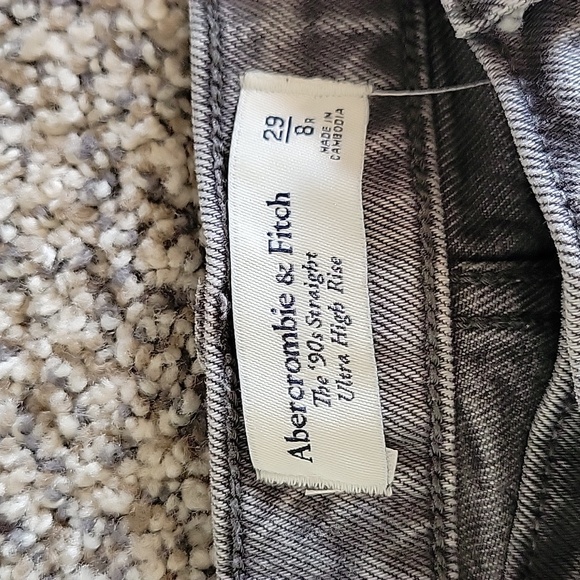 Abercrombie & Fitch
The '90s Straight
Ultra High Rise
29
8R
MADE IN
CAMBODIA